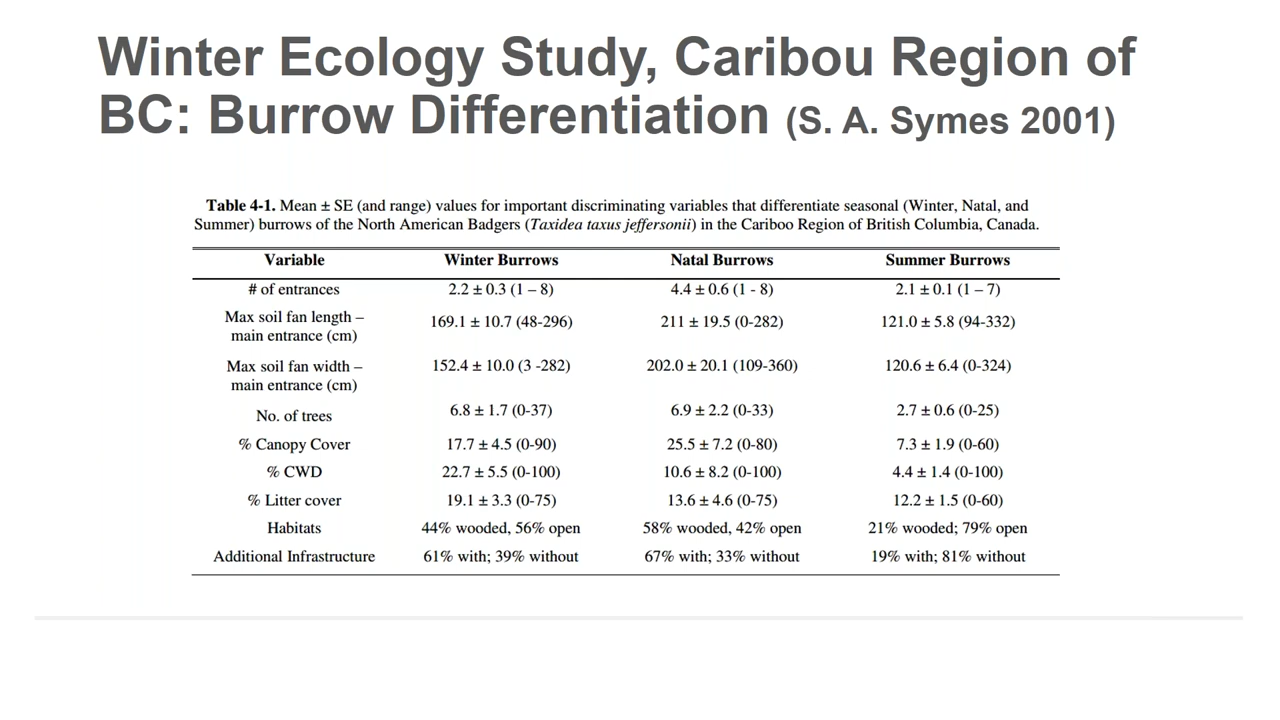 Winter Ecology Study, Caribou Region of
BC: Burrow Differentiation (S. A. Symes 2001)
Table 4-1. Mean ± SE (and range) values for important discriminating variables that differentiate seasonal (Winter, Natal, and
Summer) burrows of the North American Badgers (Taxidea taxus jeffersonii) in the Cariboo Region of British Columbia, Canada.
Variable Winter Burrows Natal Burrows Summer Burrows
# of entrances 2.2 ± 0.3 (1 – 8) 4.4 ± 0.6 (1 - 8) 2.1 ± 0.1 (1 – 7)
Max soil fan length –
main entrance (cm) 169.1 ± 10.7 (48-296) 211 ± 19.5 (0-282) 121.0 ± 5.8 (94-332)
Max soil fan width –
main entrance (cm) 152.4 ± 10.0 (3 -282) 202.0 ± 20.1 (109-360) 120.6 ± 6.4 (0-324)
No. of trees 6.8 ± 1.7 (0-37) 6.9 ± 2.2 (0-33) 2.7 ± 0.6 (0-25)
% Canopy Cover 17.7 ± 4.5 (0-90) 25.5 ± 7.2 (0-80) 7.3 ± 1.9 (0-60)
% CWD 22.7 ± 5.5 (0-100) 10.6 ± 8.2 (0-100) 4.4 ± 1.4 (0-100)
% Litter cover 19.1 ± 3.3 (0-75) 13.6 ± 4.6 (0-75) 12.2 ± 1.5 (0-60)
Habitats 44% wooded, 56% open 58% wooded, 42% open 21% wooded; 79% open
Additional Infrastructure 61% with; 39% without 67% with; 33% without 19% with; 81% without